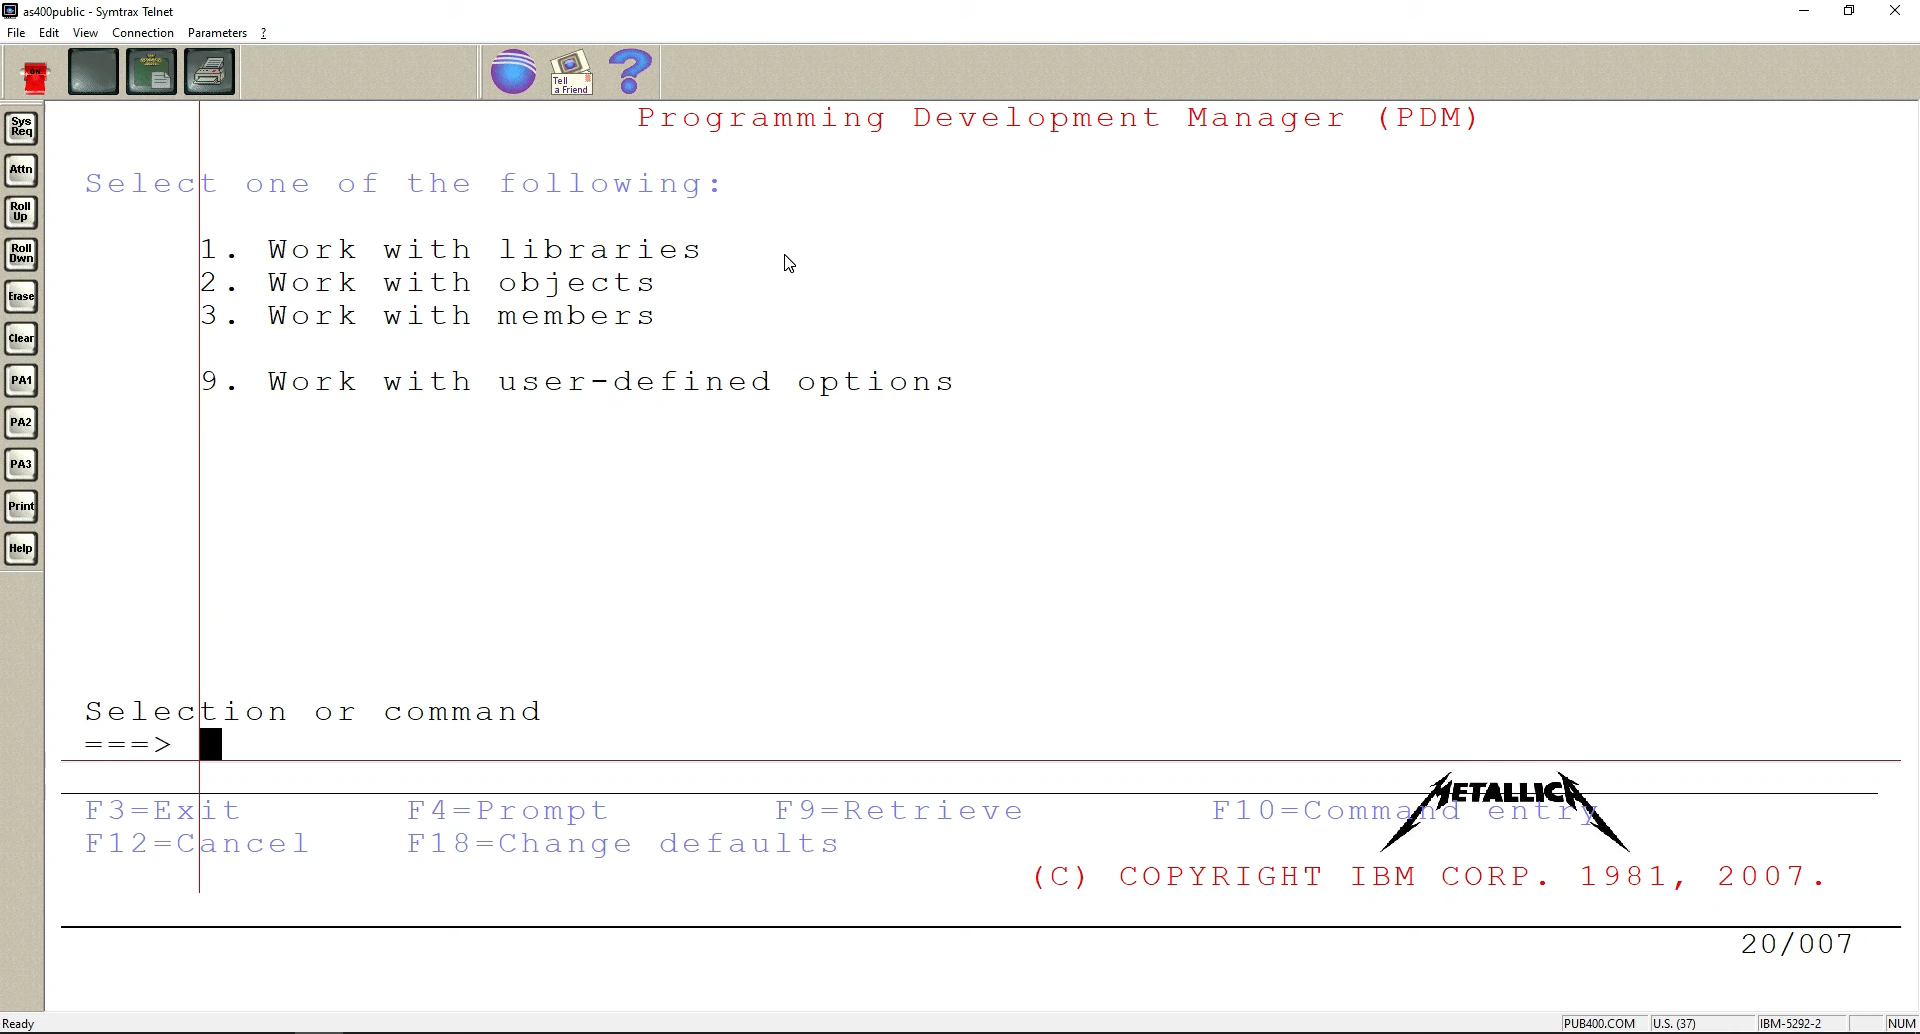 as400public - Symtrax Telnet
File Edit View Connection Parameters ?
ON
Tell
a Friend
?
Sys
Req
Attn
Roll
Up
Roll
Dwn
Erase
Clear
PA1
PA2
PA3
Print
Help
Programming Development Manager (PDM)
Select one of the following:
1. Work with libraries
2. Work with objects
3. Work with members
9. Work with user-defined options
Selection or command
===>
METALLICA
F3=Exit F4=Prompt F9=Retrieve F10=Command entry
F12=Cancel F18=Change defaults
(C) COPYRIGHT IBM CORP. 1981, 2007.
20/007
Ready PUB400.COM U.S. (37) IBM-5292-2 NUM